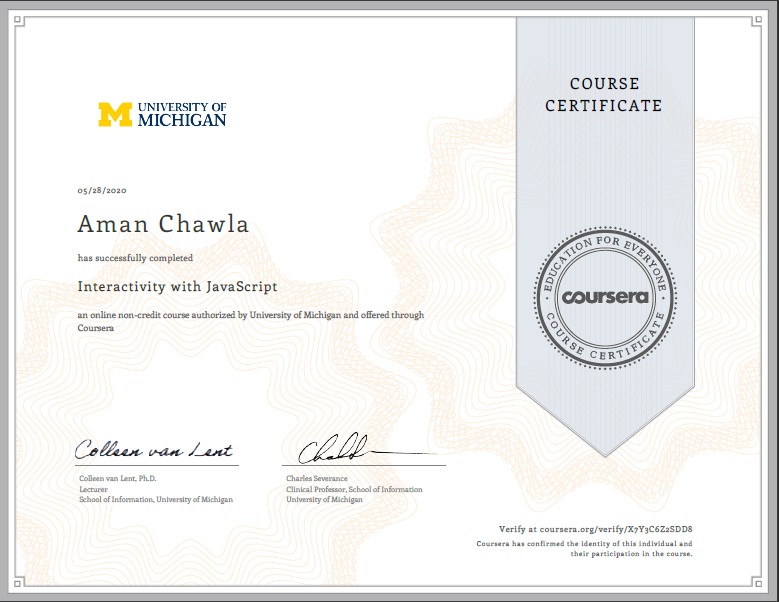 UNIVERSITY OF
MICHIGAN
COURSE
CERTIFICATE
05/28/2020
Aman Chawla
has successfully completed
Interactivity with JavaScript
an online non-credit course authorized by University of Michigan and offered through
Coursera
EDUCATION FOR EVERYONE
coursera
COURSE CERTIFICATE
Colleen van Lent
Colleen van Lent, Ph.D.
Lecturer
School of Information, University of Michigan
Charles Severance
Clinical Professor, School of Information
University of Michigan
Verify at coursera.org/verify/X7Y3C6Z2SDD8
Coursera has confirmed the identity of this individual and
their participation in the course.